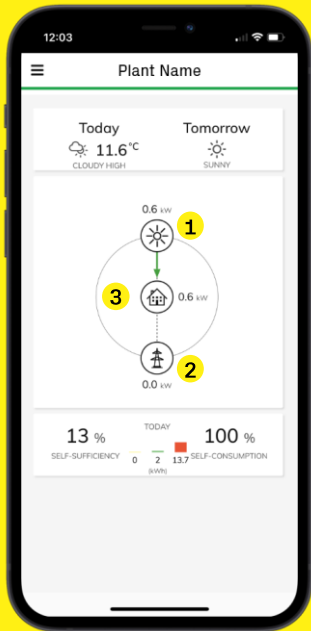 12:03
Plant Name
Today
Tomorrow
11.6°C
CLOUDY HIGH
SUNNY
0.6 kW
1
3
0.6 kW
2
0.0 kW
13 %
TODAY
100 %
SELF-SUFFICIENCY
0 2 13.7
SELF-CONSUMPTION
(kWh)